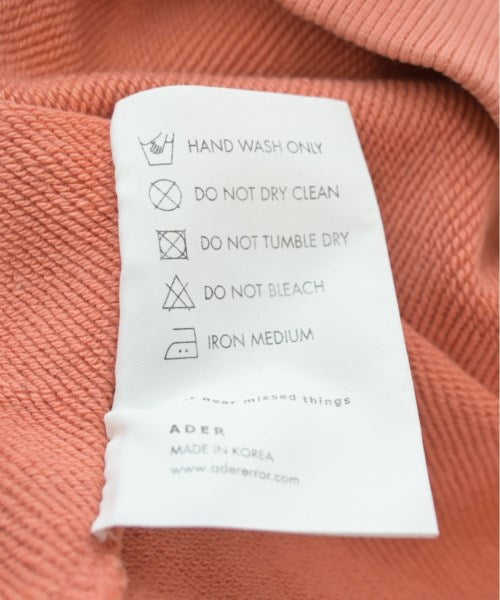 HAND WASH ONLY
DO NOT DRY CLEAN
DO NOT TUMBLE DRY
DO NOT BLEACH
IRON MEDIUM
near missed things
ADER
MADE IN KOREA
www.adererror.com